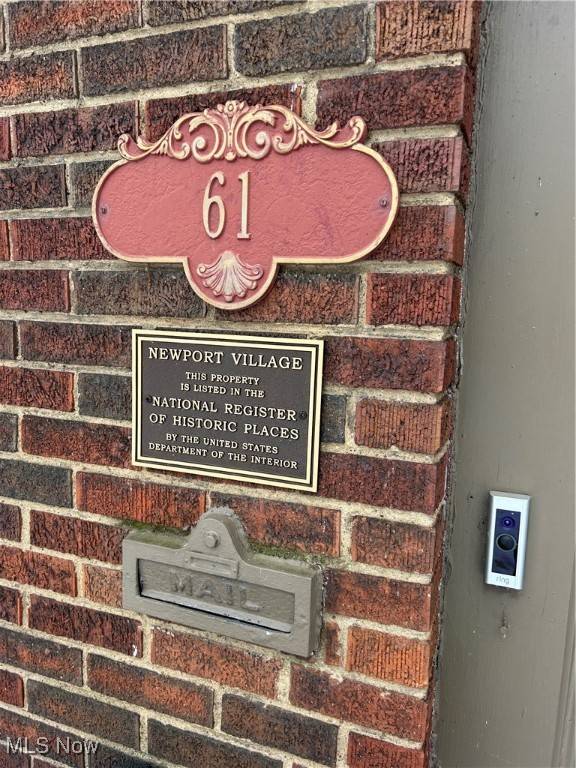 61
NEWPORT VILLAGE
THIS PROPERTY
IS LISTED IN THE
NATIONAL REGISTER
OF HISTORIC PLACES
BY THE UNITED STATES
DEPARTMENT OF THE INTERIOR
MAIL
ring
MLS Now